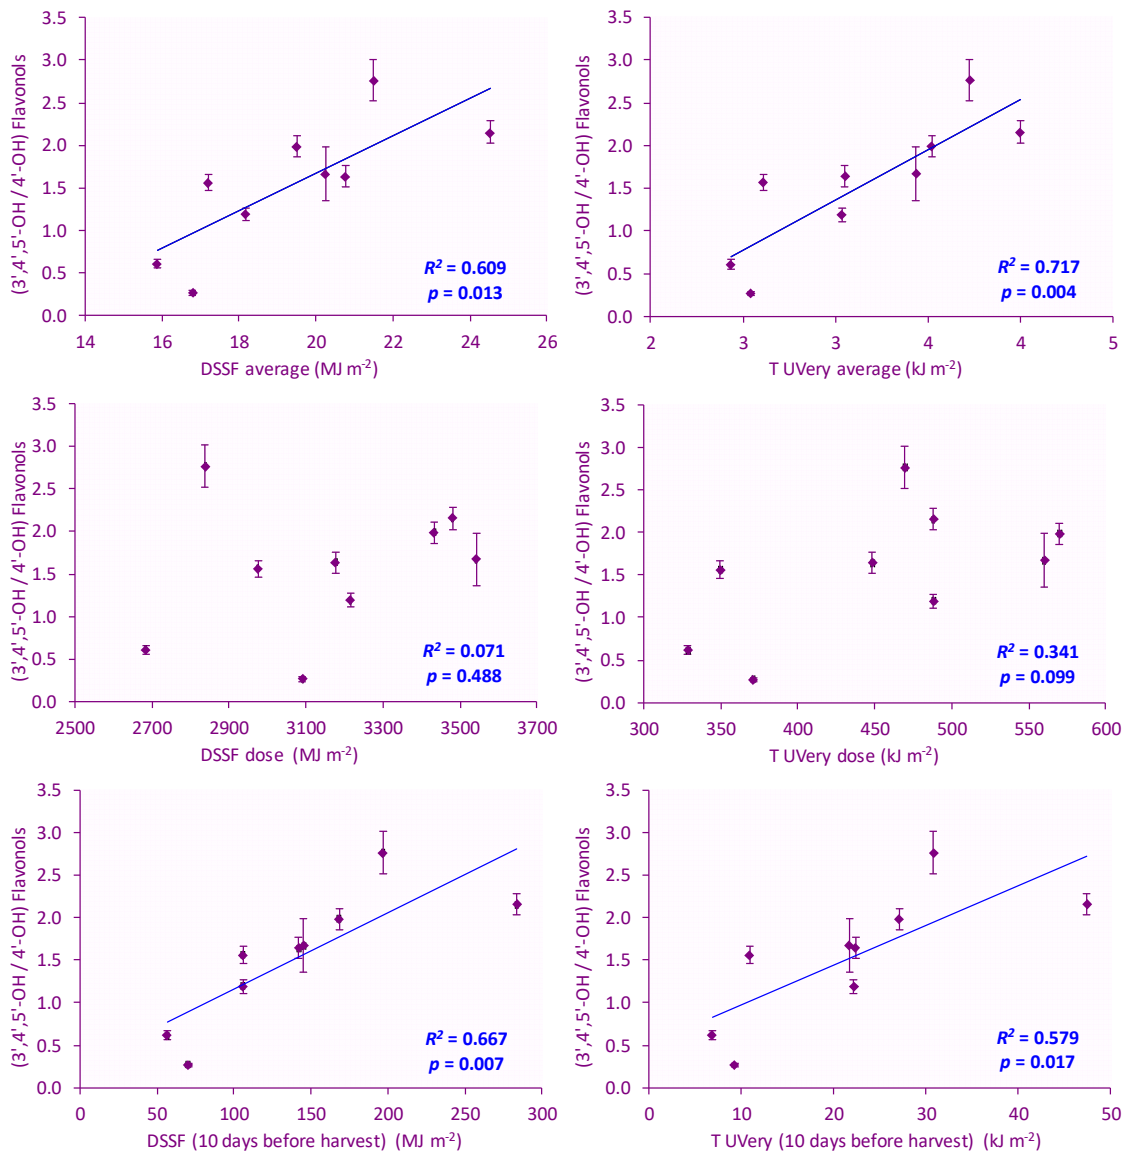 (3',4',5'-OH / 4'-OH) Flavonols
3.5
3.0
2.5
2.0
1.5
1.0
0.5
0.0
R² = 0.609
p = 0.013
14 16 18 20 22 24 26
DSSF average (MJ m⁻²)
(3',4',5'-OH / 4'-OH) Flavonols
3.5
3.0
2.5
2.0
1.5
1.0
0.5
0.0
R² = 0.717
p = 0.004
2 3 3 4 4 5
T UVery average (kJ m⁻²)
(3',4',5'-OH / 4'-OH) Flavonols
3.5
3.0
2.5
2.0
1.5
1.0
0.5
0.0
R² = 0.071
p = 0.488
2500 2700 2900 3100 3300 3500 3700
DSSF dose (MJ m⁻²)
(3',4',5'-OH / 4'-OH) Flavonols
3.5
3.0
2.5
2.0
1.5
1.0
0.5
0.0
R² = 0.341
p = 0.099
300 350 400 450 500 550 600
T UVery dose (kJ m⁻²)
(3',4',5'-OH / 4'-OH) Flavonols
3.5
3.0
2.5
2.0
1.5
1.0
0.5
0.0
R² = 0.667
p = 0.007
0 50 100 150 200 250 300
DSSF (10 days before harvest) (MJ m⁻²)
(3',4',5'-OH / 4'-OH) Flavonols
3.5
3.0
2.5
2.0
1.5
1.0
0.5
0.0
R² = 0.579
p = 0.017
0 10 20 30 40 50
T UVery (10 days before harvest) (kJ m⁻²)